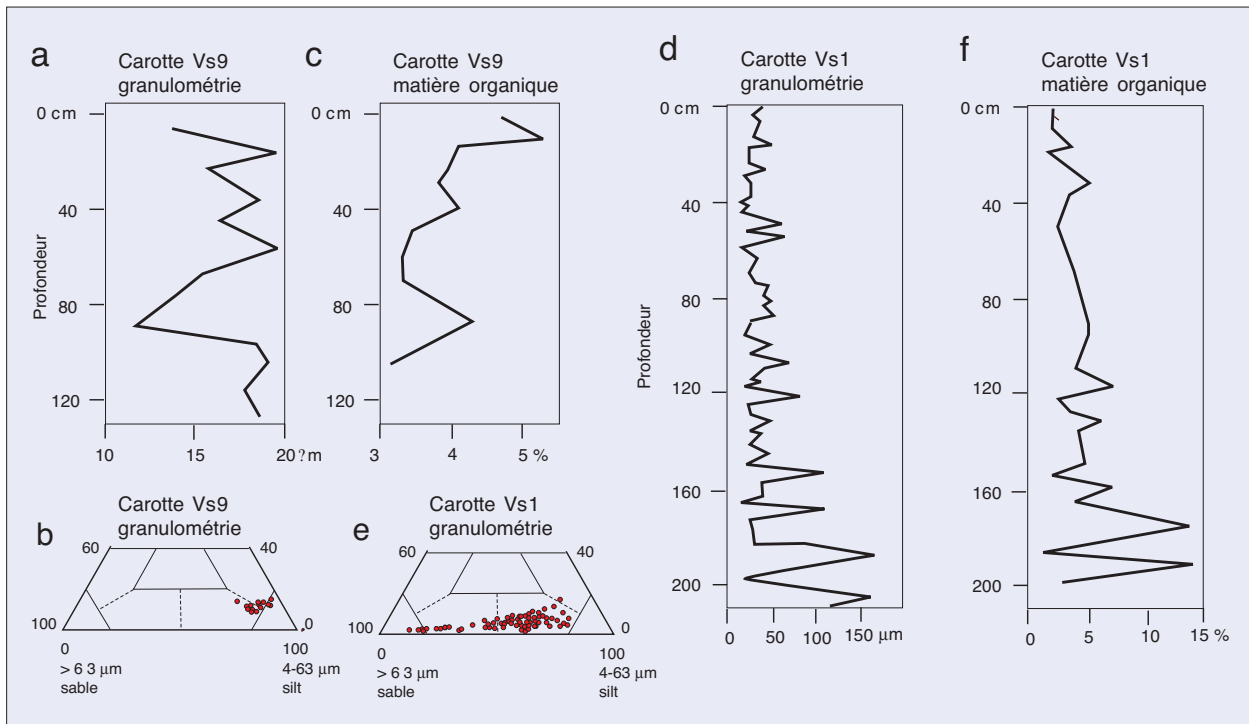 a
Carotte Vs9
granulométrie
0 cm
40
80
120
Profondeur
10 15 20 ?m
c
Carotte Vs9
matière organique
0 cm
40
80
120
3 4 5 %
b
Carotte Vs9
granulométrie
60 40
100 0
0 100
> 6 3 µm 4-63 µm
sable silt
e
Carotte Vs1
granulométrie
60 40
100 0
0 100
> 6 3 µm 4-63 µm
sable silt
d
Carotte Vs1
granulométrie
0 cm
40
80
120
160
200
Profondeur
0 50 100 150 µm
f
Carotte Vs1
matière organique
0 cm
40
80
120
160
200
0 5 10 15 %